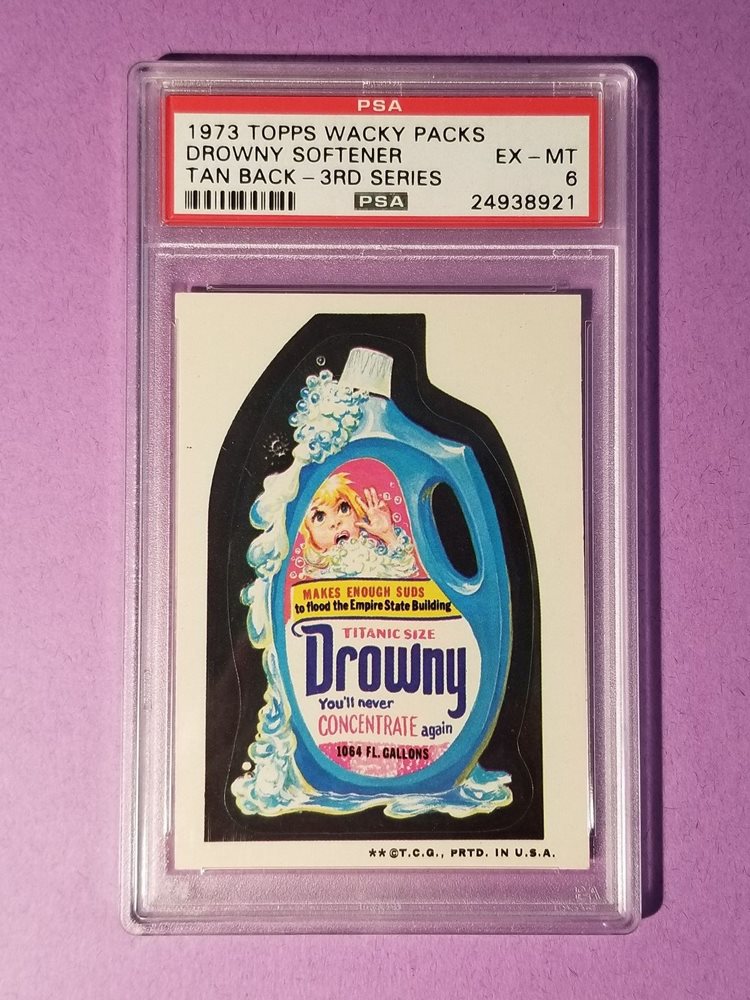 PSA
1973 TOPPS WACKY PACKS
DROWNY SOFTENER EX - MT
TAN BACK - 3RD SERIES 6
PSA 24938921
MAKES ENOUGH SUDS
to flood the Empire State Building
TITANIC SIZE
Drowny
You'll never
CONCENTRATE again
1064 FL. GALLONS
**©T.C.G., PRTD. IN U.S.A.